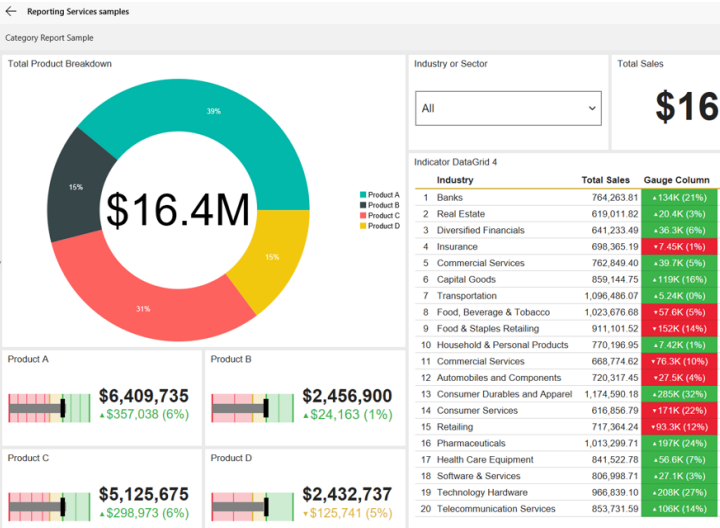 Reporting Services samples
Category Report Sample
Total Product Breakdown
39%
15%
31%
15%
$16.4M
Product A
Product B
Product C
Product D
Industry or Sector
All
Total Sales
$16
Indicator DataGrid 4
Industry Total Sales Gauge Column
1 Banks 764,263.81 ▲134K (21%)
2 Real Estate 619,011.82 ▲20.4K (3%)
3 Diversified Financials 641,233.49 ▲36.3K (6%)
4 Insurance 698,365.19 ▼7.45K (1%)
5 Commercial Services 762,849.40 ▲39.7K (5%)
6 Capital Goods 859,144.75 ▲119K (16%)
7 Transportation 1,096,486.07 ▲5.24K (0%)
8 Food, Beverage & Tobacco 1,023,676.68 ▼57.6K (5%)
9 Food & Staples Retailing 911,101.52 ▼152K (14%)
10 Household & Personal Products 770,196.95 ▲7.42K (1%)
11 Commercial Services 668,774.62 ▼76.3K (10%)
12 Automobiles and Components 720,317.45 ▼27.5K (4%)
13 Consumer Durables and Apparel 1,174,590.18 ▲285K (32%)
14 Consumer Services 616,856.79 ▼171K (22%)
15 Retailing 717,364.24 ▼93.3K (12%)
16 Pharmaceuticals 1,013,299.71 ▲197K (24%)
17 Health Care Equipment 841,522.78 ▲56.6K (7%)
18 Software & Services 806,998.71 ▲27.1K (3%)
19 Technology Hardware 966,839.10 ▲208K (27%)
20 Telecommunication Services 853,731.59 ▲106K (14%)
Product A
$6,409,735
▲$357,038 (6%)
Product B
$2,456,900
▲$24,163 (1%)
Product C
$5,125,675
▲$298,973 (6%)
Product D
$2,432,737
▼$125,741 (5%)